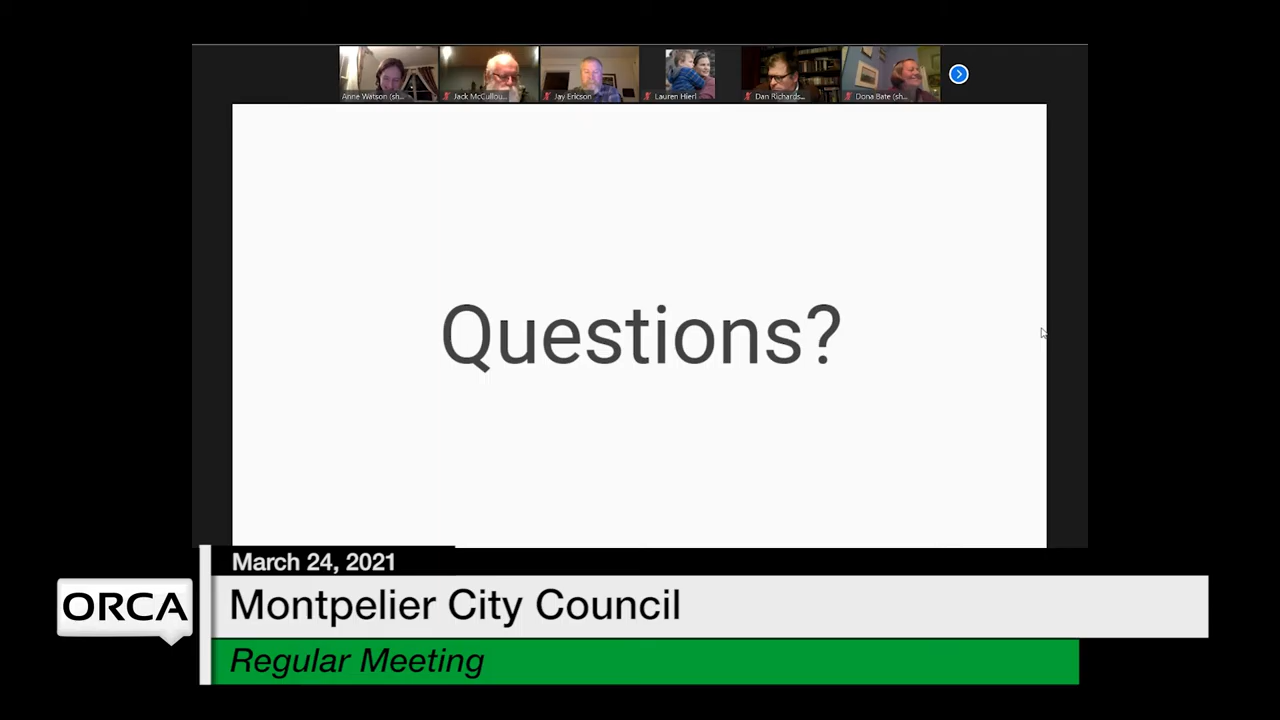 Anne Watson (sh...
Jack McCullou...
Jay Ericson
Lauren Hierl
Dan Richards...
Dona Bate (sh...
Questions?
March 24, 2021
ORCA
Montpelier City Council
Regular Meeting